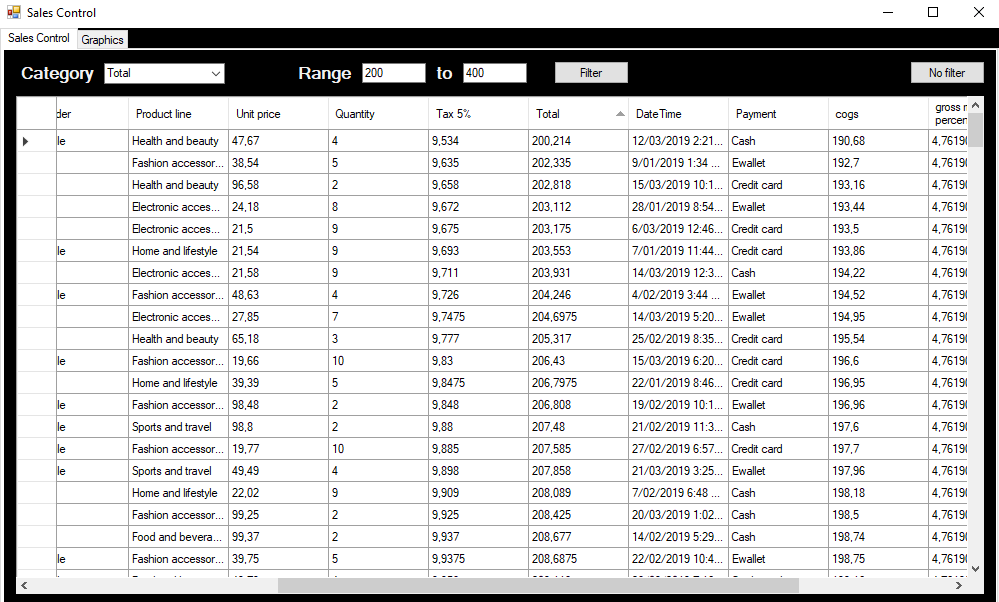 Sales Control
Sales Control Graphics
Category Total Range 200 to 400 Filter No filter
der Product line Unit price Quantity Tax 5% Total DateTime Payment cogs gross
percen
le Health and beauty 47,67 4 9,534 200,214 12/03/2019 2:21... Cash 190,68 4,76190
Fashion accessor... 38,54 5 9,635 202,335 9/01/2019 1:34 ... Ewallet 192,7 4,76190
Health and beauty 96,58 2 9,658 202,818 15/03/2019 10:1... Credit card 193,16 4,76190
Electronic acces... 24,18 8 9,672 203,112 28/01/2019 8:54... Ewallet 193,44 4,76190
Electronic acces... 21,5 9 9,675 203,175 6/03/2019 12:46... Credit card 193,5 4,76190
le Home and lifestyle 21,54 9 9,693 203,553 7/01/2019 11:44... Credit card 193,86 4,76190
Electronic acces... 21,58 9 9,711 203,931 14/03/2019 12:3... Cash 194,22 4,76190
le Fashion accessor... 48,63 4 9,726 204,246 4/02/2019 3:44 ... Ewallet 194,52 4,76190
Electronic acces... 27,85 7 9,7475 204,6975 14/03/2019 5:20... Ewallet 194,95 4,76190
Health and beauty 65,18 3 9,777 205,317 25/02/2019 8:35... Credit card 195,54 4,76190
le Fashion accessor... 19,66 10 9,83 206,43 15/03/2019 6:20... Credit card 196,6 4,76190
Home and lifestyle 39,39 5 9,8475 206,7975 22/01/2019 8:46... Credit card 196,95 4,76190
le Fashion accessor... 98,48 2 9,848 206,808 19/02/2019 10:1... Ewallet 196,96 4,76190
le Sports and travel 98,8 2 9,88 207,48 21/02/2019 11:3... Cash 197,6 4,76190
le Fashion accessor... 19,77 10 9,885 207,585 27/02/2019 6:57... Credit card 197,7 4,76190
le Sports and travel 49,49 4 9,898 207,858 21/03/2019 3:25... Ewallet 197,96 4,76190
Home and lifestyle 22,02 9 9,909 208,089 7/02/2019 6:48 ... Cash 198,18 4,76190
Fashion accessor... 99,25 2 9,925 208,425 20/03/2019 1:02... Cash 198,5 4,76190
Food and bevera... 99,37 2 9,937 208,677 14/02/2019 5:29... Cash 198,74 4,76190
le Fashion accessor... 39,75 5 9,9375 208,6875 22/02/2019 10:4... Ewallet 198,75 4,76190